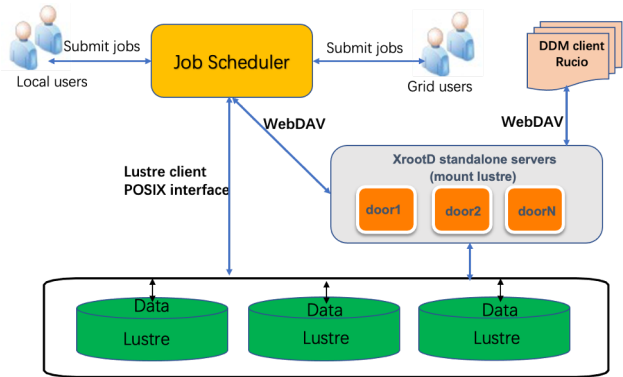 Submit jobs
Local users
Job Scheduler
Submit jobs
Grid users
DDM client
Rucio
WebDAV
WebDAV
Lustre client
POSIX interface
XrootD standalone servers
(mount lustre)
door1
door2
doorN
Data
Lustre
Data
Lustre
Data
Lustre